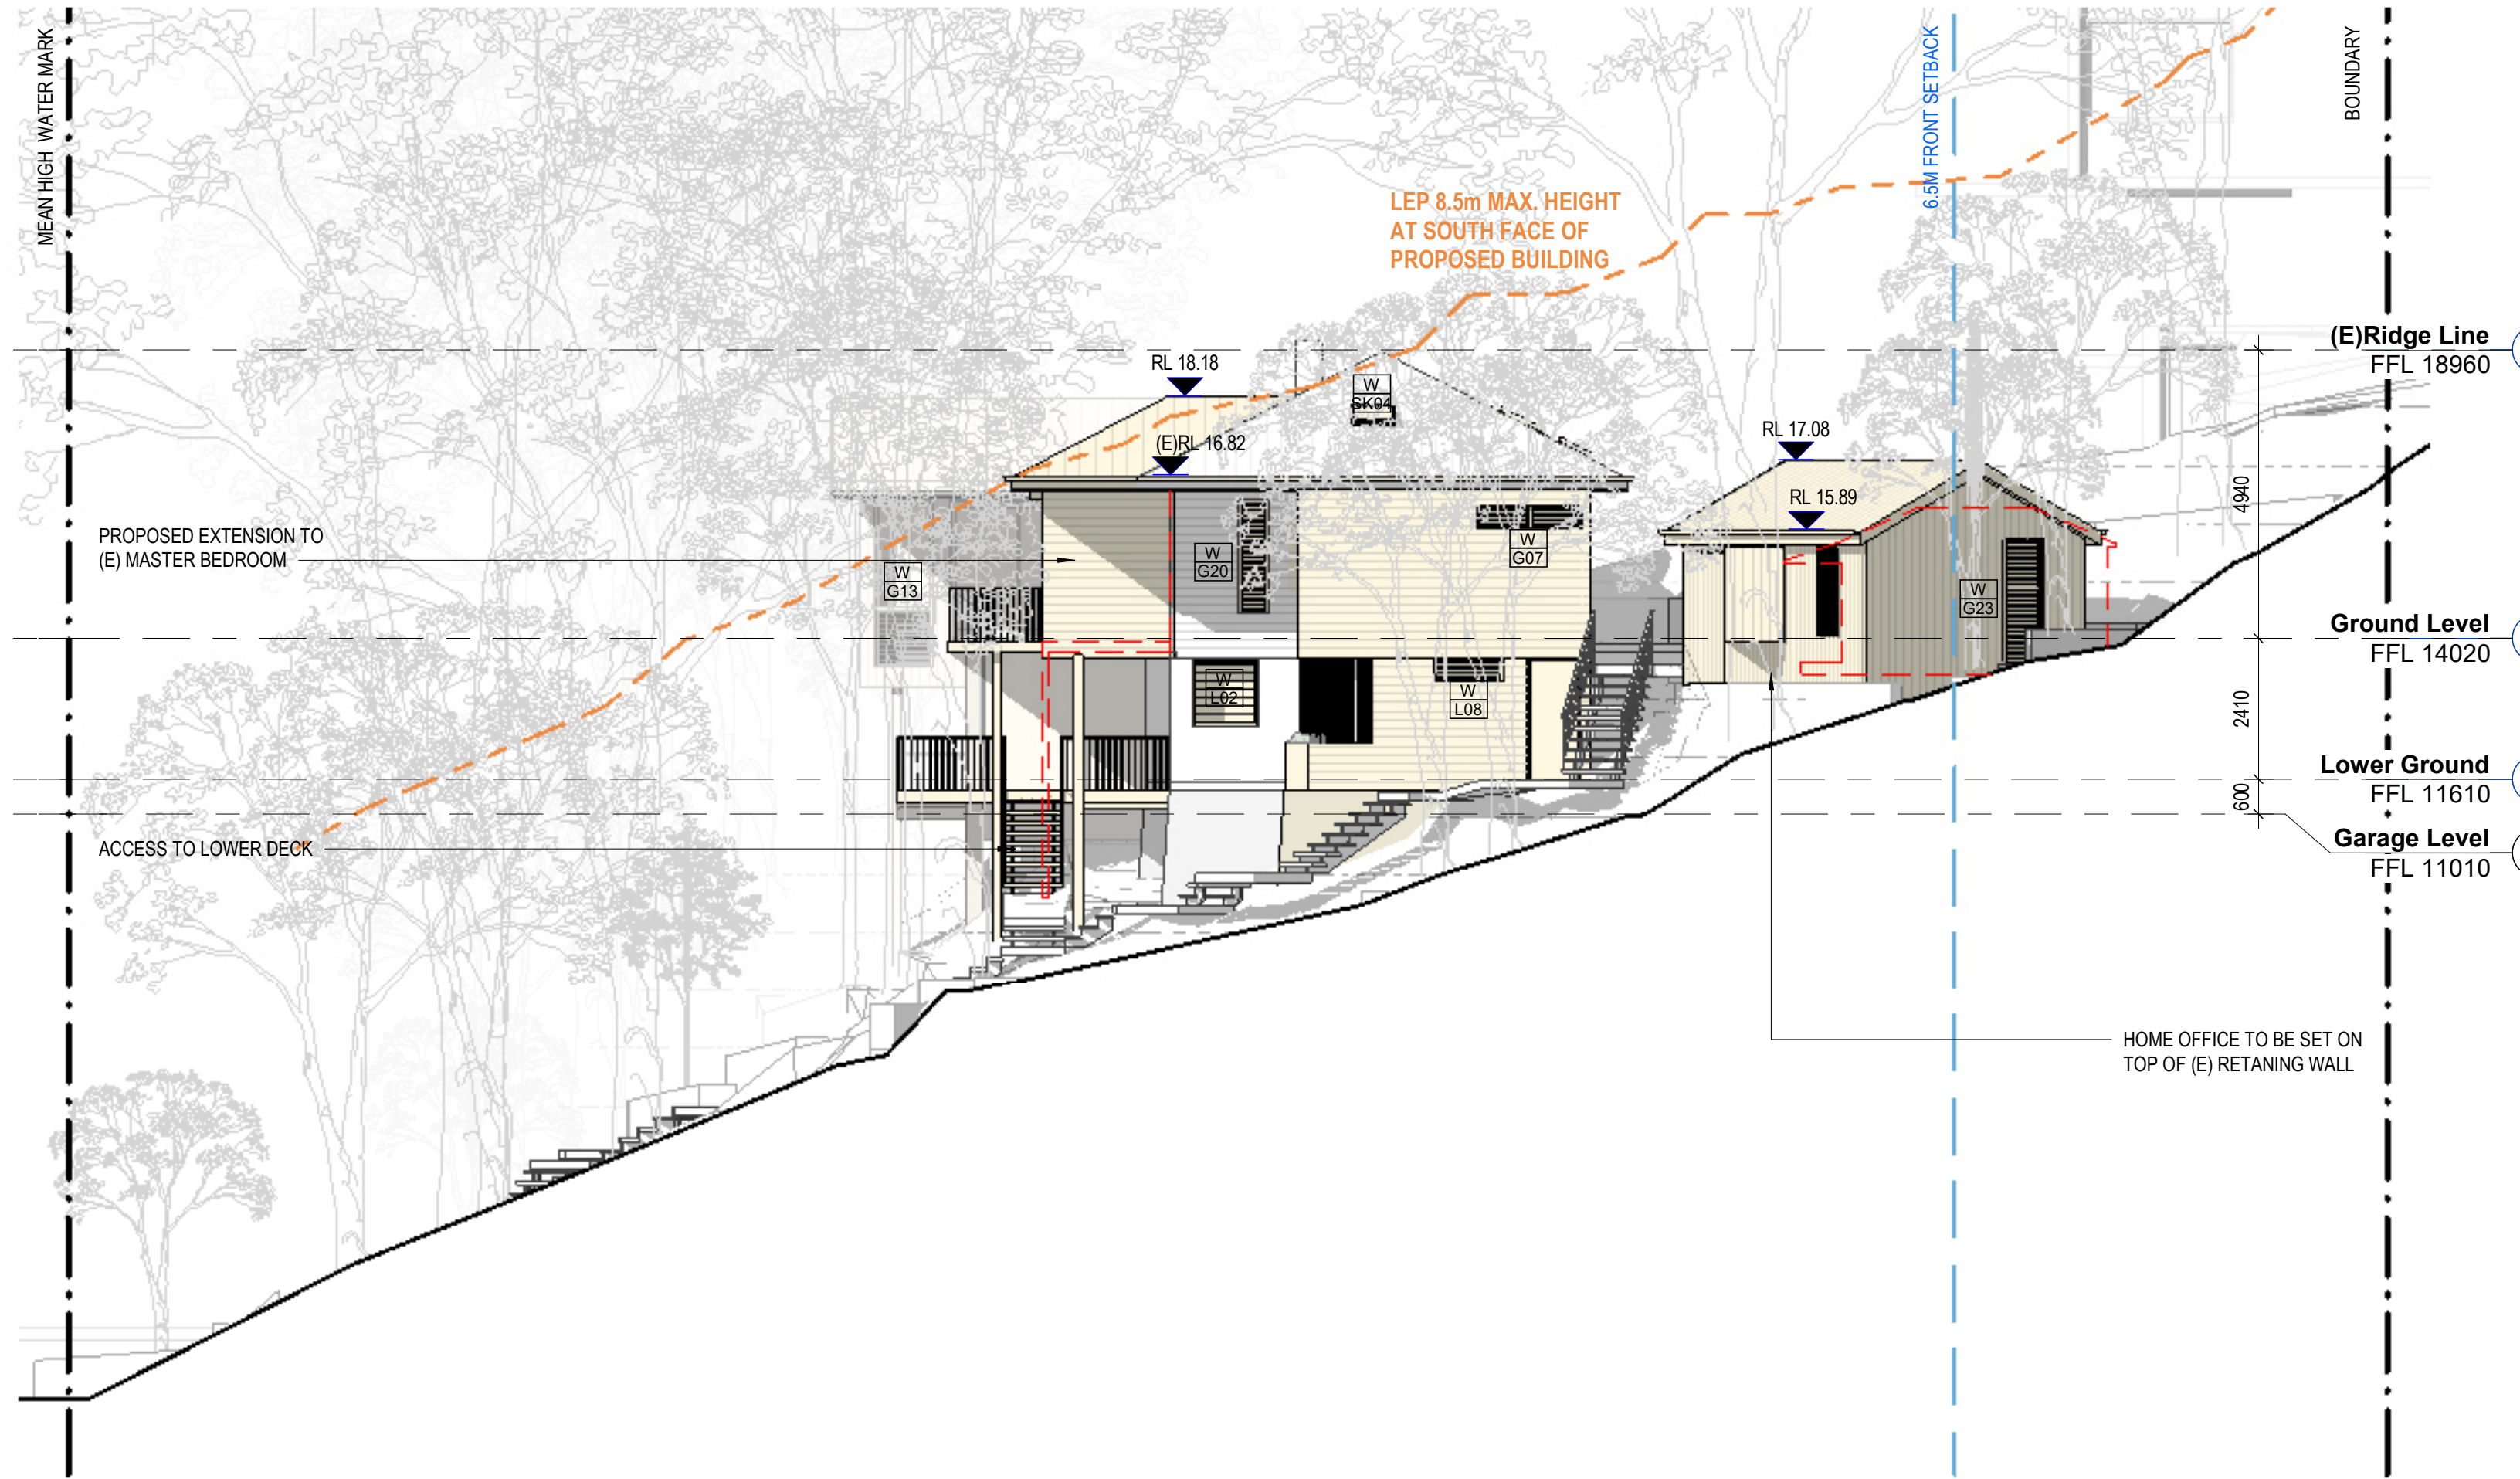 MEAN HIGH WATER MARK
6.5M FRONT SETBACK
BOUNDARY
LEP 8.5m MAX. HEIGHT
AT SOUTH FACE OF
PROPOSED BUILDING
(E)Ridge Line
FFL 18960
RL 18.18
W
SK04
(E)RL 16.82
RL 17.08
RL 15.89
4940
PROPOSED EXTENSION TO
(E) MASTER BEDROOM
W
G13
W
G20
W
G07
W
G23
Ground Level
FFL 14020
W
L02
W
L08
2410
Lower Ground
FFL 11610
600
ACCESS TO LOWER DECK
Garage Level
FFL 11010
HOME OFFICE TO BE SET ON
TOP OF (E) RETANING WALL